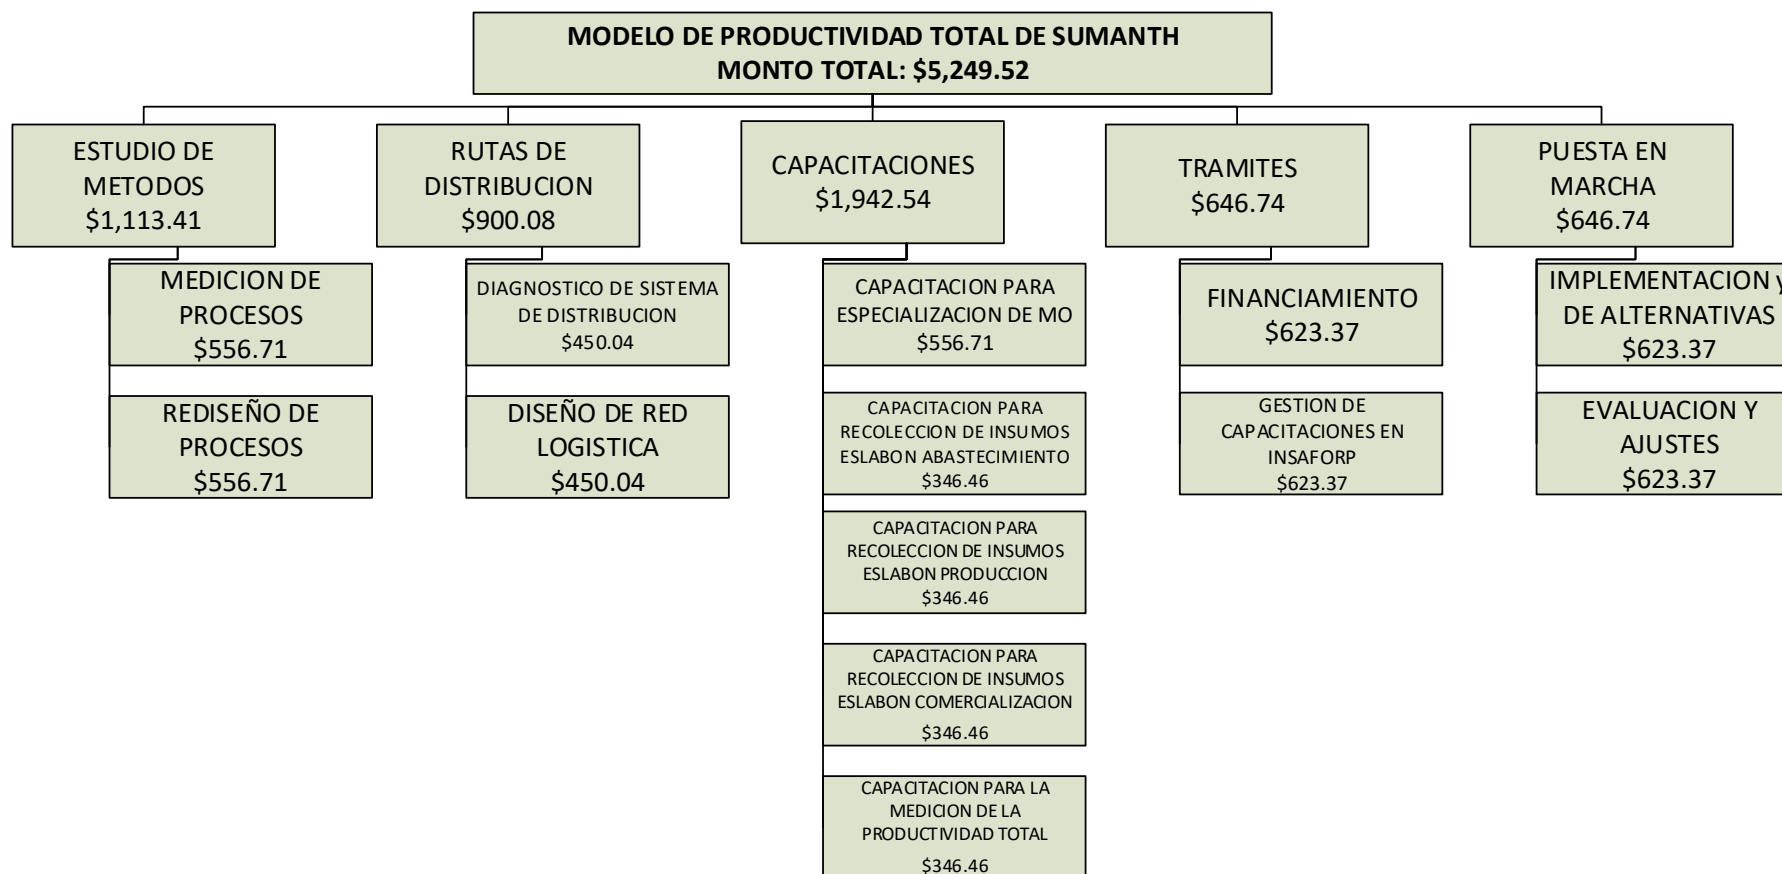 MODELO DE PRODUCTIVIDAD TOTAL DE SUMANTH
MONTO TOTAL: $5,249.52
ESTUDIO DE
METODOS
$1,113.41
RUTAS DE
DISTRIBUCION
$900.08
CAPACITACIONES
$1,942.54
TRAMITES
$646.74
PUESTA EN
MARCHA
$646.74
MEDICION DE
PROCESOS
$556.71
REDISEÑO DE
PROCESOS
$556.71
DIAGNOSTICO DE SISTEMA
DE DISTRIBUCION
$450.04
DISEÑO DE RED
LOGISTICA
$450.04
CAPACITACION PARA
ESPECIALIZACION DE MO
$556.71
CAPACITACION PARA
RECOLECCION DE INSUMOS
ESLABON ABASTECIMIENTO
$346.46
CAPACITACION PARA
RECOLECCION DE INSUMOS
ESLABON PRODUCCION
$346.46
CAPACITACION PARA
RECOLECCION DE INSUMOS
ESLABON COMERCIALIZACION
$346.46
CAPACITACION PARA LA
MEDICION DE LA
PRODUCTIVIDAD TOTAL
$346.46
FINANCIAMIENTO
$623.37
GESTION DE
CAPACITACIONES EN
INSAFORP
$623.37
IMPLEMENTACION y
DE ALTERNATIVAS
$623.37
EVALUACION Y
AJUSTES
$623.37